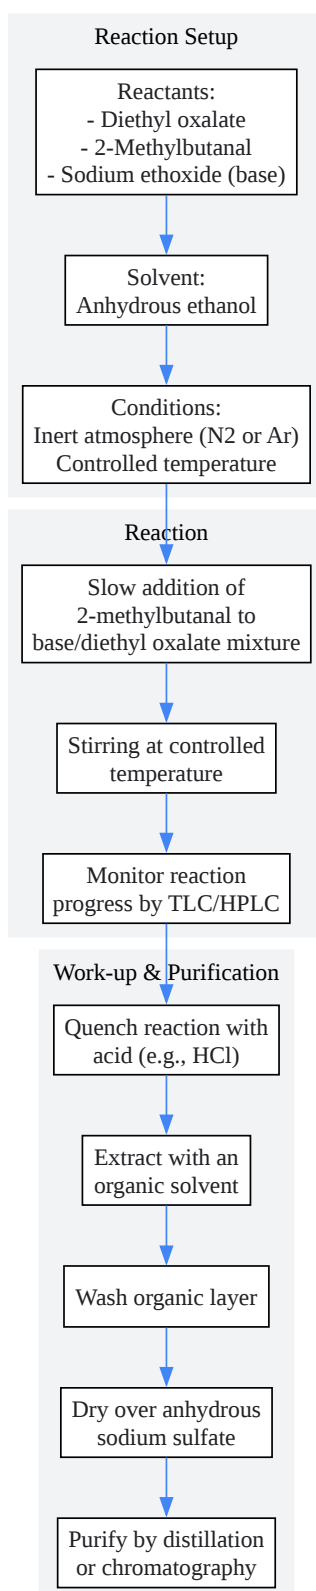 Reaction Setup
Reactants:
- Diethyl oxalate
- 2-Methylbutanal
- Sodium ethoxide (base)
Solvent:
Anhydrous ethanol
Conditions:
Inert atmosphere (N2 or Ar)
Controlled temperature
Reaction
Slow addition of
2-methylbutanal to
base/diethyl oxalate mixture
Stirring at controlled
temperature
Monitor reaction
progress by TLC/HPLC
Work-up & Purification
Quench reaction with
acid (e.g., HCl)
Extract with an
organic solvent
Wash organic layer
Dry over anhydrous
sodium sulfate
Purify by distillation
or chromatography